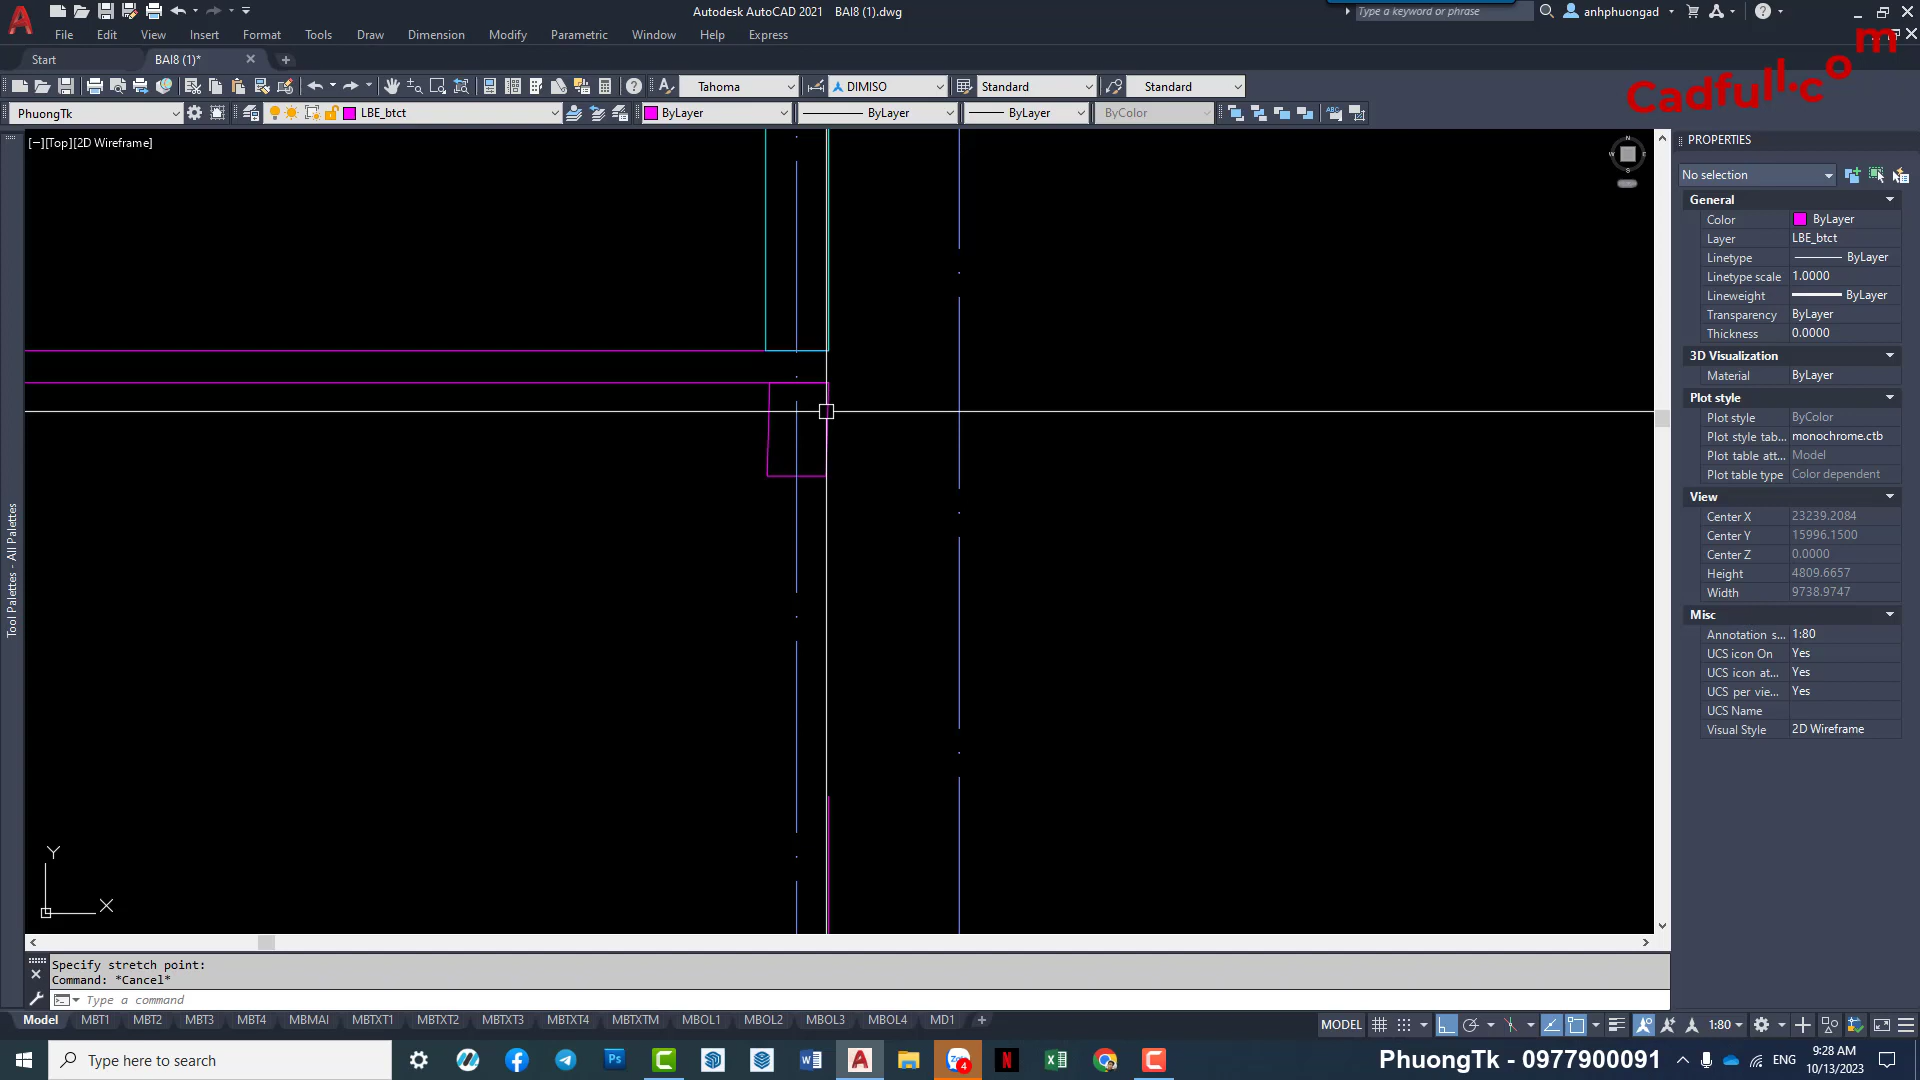 Autodesk AutoCAD 2021 BAI8 (1).dwg
Type a keyword or phrase
anhphuongad
File Edit View Insert Format Tools Draw Dimension Modify Parametric Window Help Express
Cadfull.com
Start BAI8 (1)*
Tahoma DIMISO Standard Standard
PhuongTk LBE_btct ByLayer ByLayer ByLayer ByColor
[−][Top][2D Wireframe]
N
W E
S
PROPERTIES
No selection
General
Color ByLayer
Layer LBE_btct
Linetype ByLayer
Linetype scale 1.0000
Lineweight ByLayer
Transparency ByLayer
Thickness 0.0000
3D Visualization
Material ByLayer
Plot style
Plot style ByColor
Plot style tab... monochrome.ctb
Plot table att... Model
Plot table type Color dependent
View
Center X 23239.2084
Center Y 15996.1500
Center Z 0.0000
Height 4809.6657
Width 9738.9747
Misc
Annotation s... 1:80
UCS icon On Yes
UCS icon at... Yes
UCS per vie... Yes
UCS Name
Visual Style 2D Wireframe
Tool Palettes - All Palettes
Y
X
Specify stretch point:
Command: *Cancel*
Type a command
Model MBT1 MBT2 MBT3 MBT4 MBMAI MBTXT1 MBTXT2 MBTXT3 MBTXT4 MBTXTM MBOL1 MBOL2 MBOL3 MBOL4 MD1
MODEL 1:80
Type here to search
4
PhuongTk - 0977900091
ENG
9:28 AM
10/13/2023